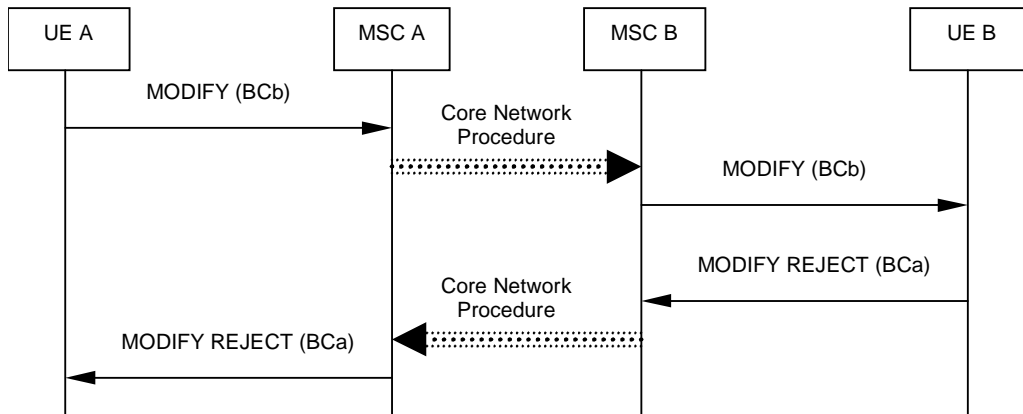 UE A
MSC A
MSC B
UE B
MODIFY (BCb)
Core Network
Procedure
MODIFY (BCb)
MODIFY REJECT (BCa)
Core Network
Procedure
MODIFY REJECT (BCa)